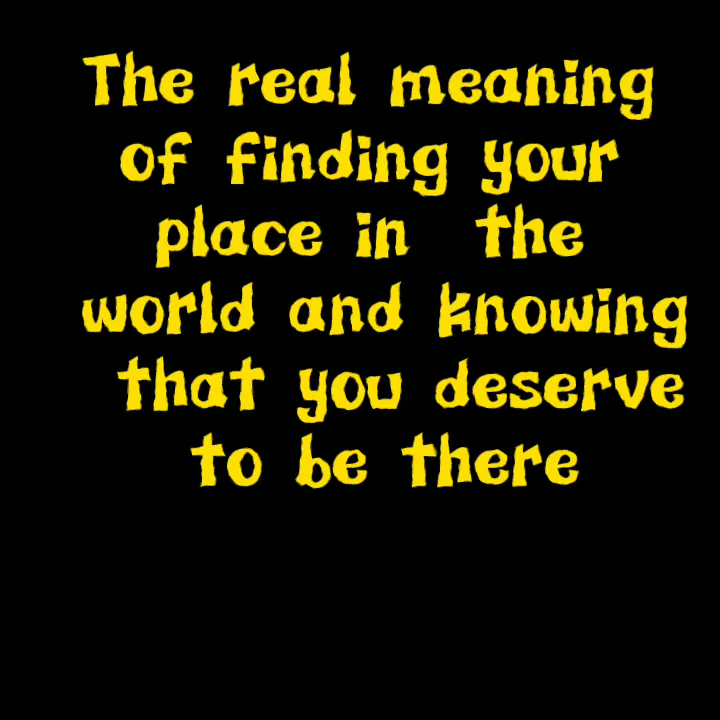 The real meaning
of finding your
place in the
world and knowing
that you deserve
to be there